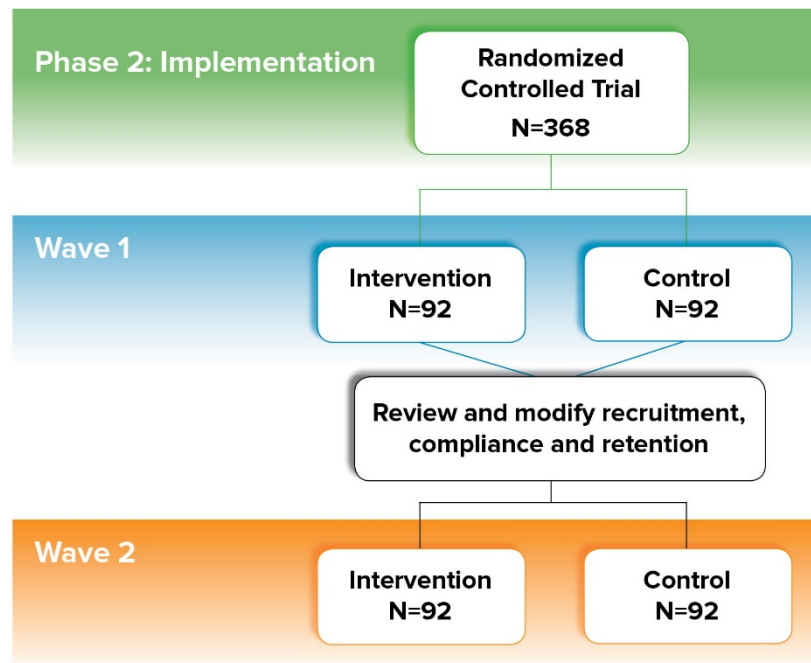 Phase 2: Implementation
Randomized
Controlled Trial
N=368
Wave 1
Intervention
N=92
Control
N=92
Review and modify recruitment,
compliance and retention
Wave 2
Intervention
N=92
Control
N=92